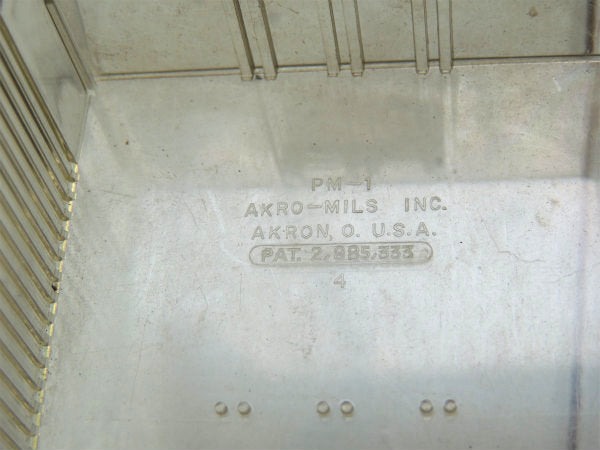 PM-1
AKRO-MILS INC.
AKRON, O. U.S.A.
PAT. 2,985,333
4